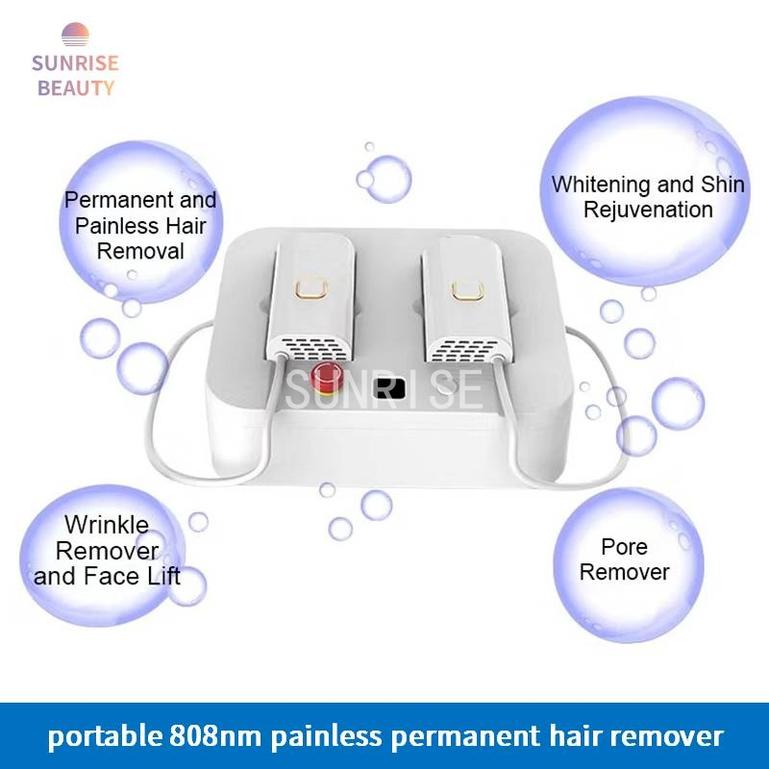 SUNRISE
BEAUTY
Permanent and
Painless Hair
Removal
Whitening and Shin
Rejuvenation
SUNRISE
Wrinkle
Remover
and Face Lift
Pore
Remover
portable 808nm painless permanent hair remover